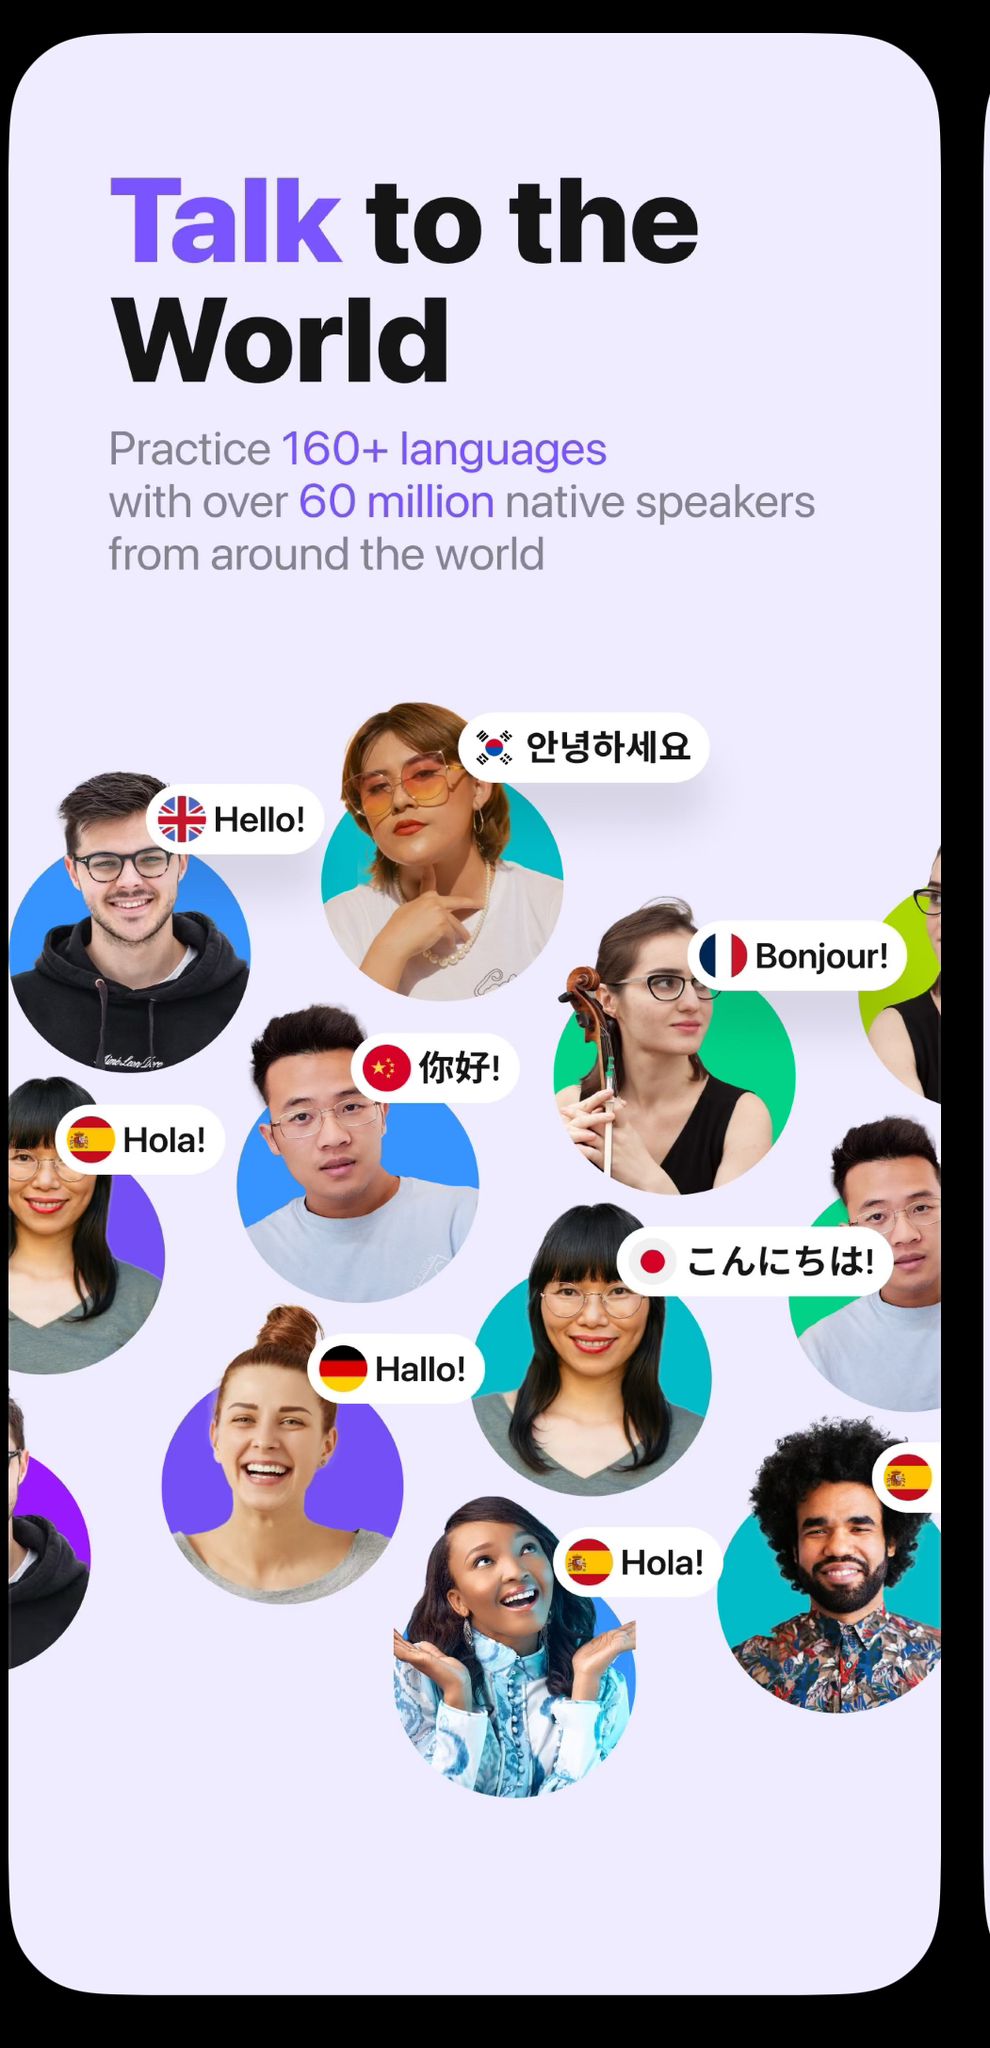 Talk to the
World
Practice 160+ languages
with over 60 million native speakers
from around the world
안녕하세요
Hello!
Bonjour!
你好!
Hola!
こんにちは!
Hallo!
Hola!